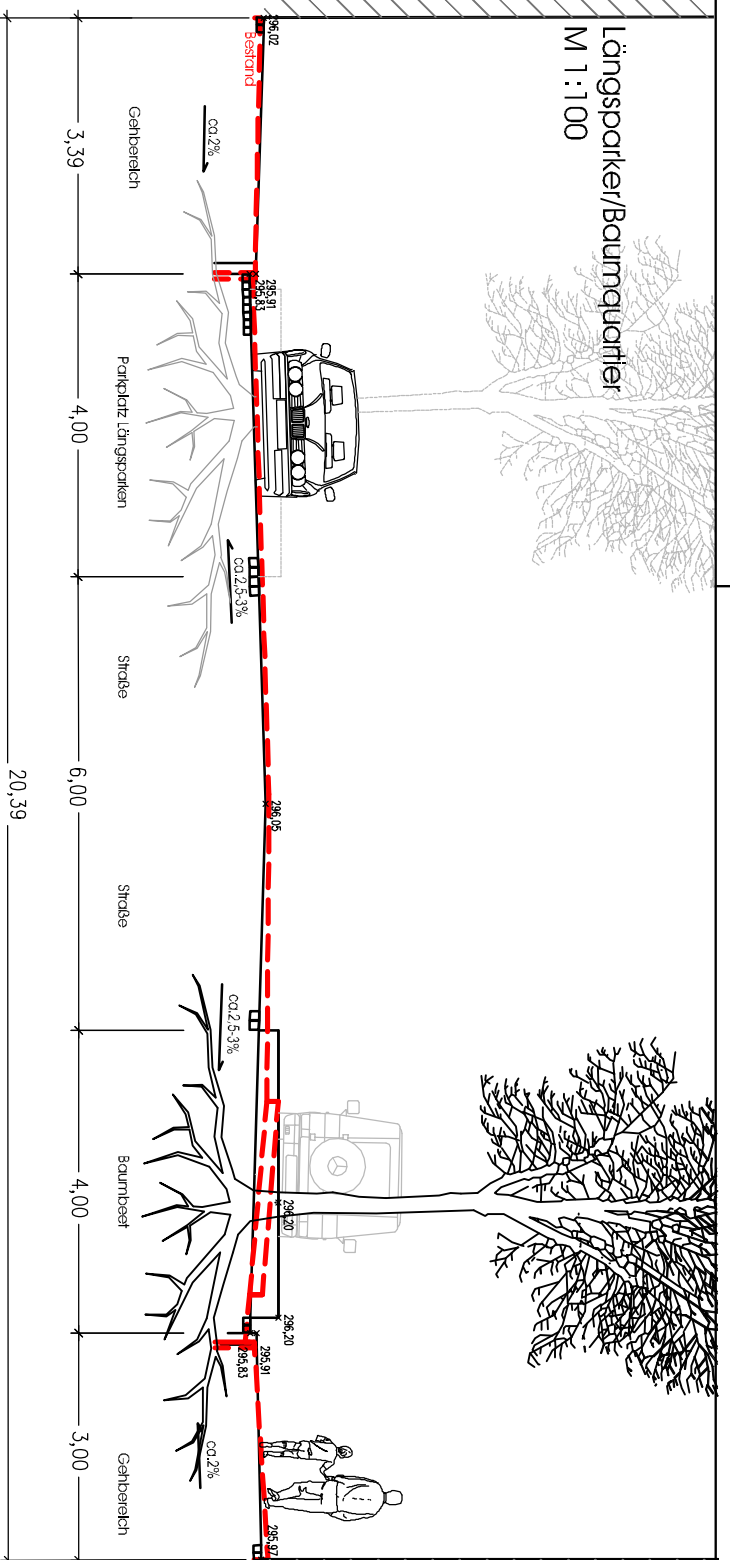 Längsparker/Baumquartier
M 1:100
296,02
Bestand
295,91
295,83
296,05
296,20
296,20
295,91
295,83
295,97
ca.2%
ca.2,5-3%
ca.2,5-3%
ca.2%
Gehbereich
Parkplatz Längsparken
Straße
Straße
Baumbeet
Gehbereich
3,39
4,00
6,00
4,00
3,00
20,39